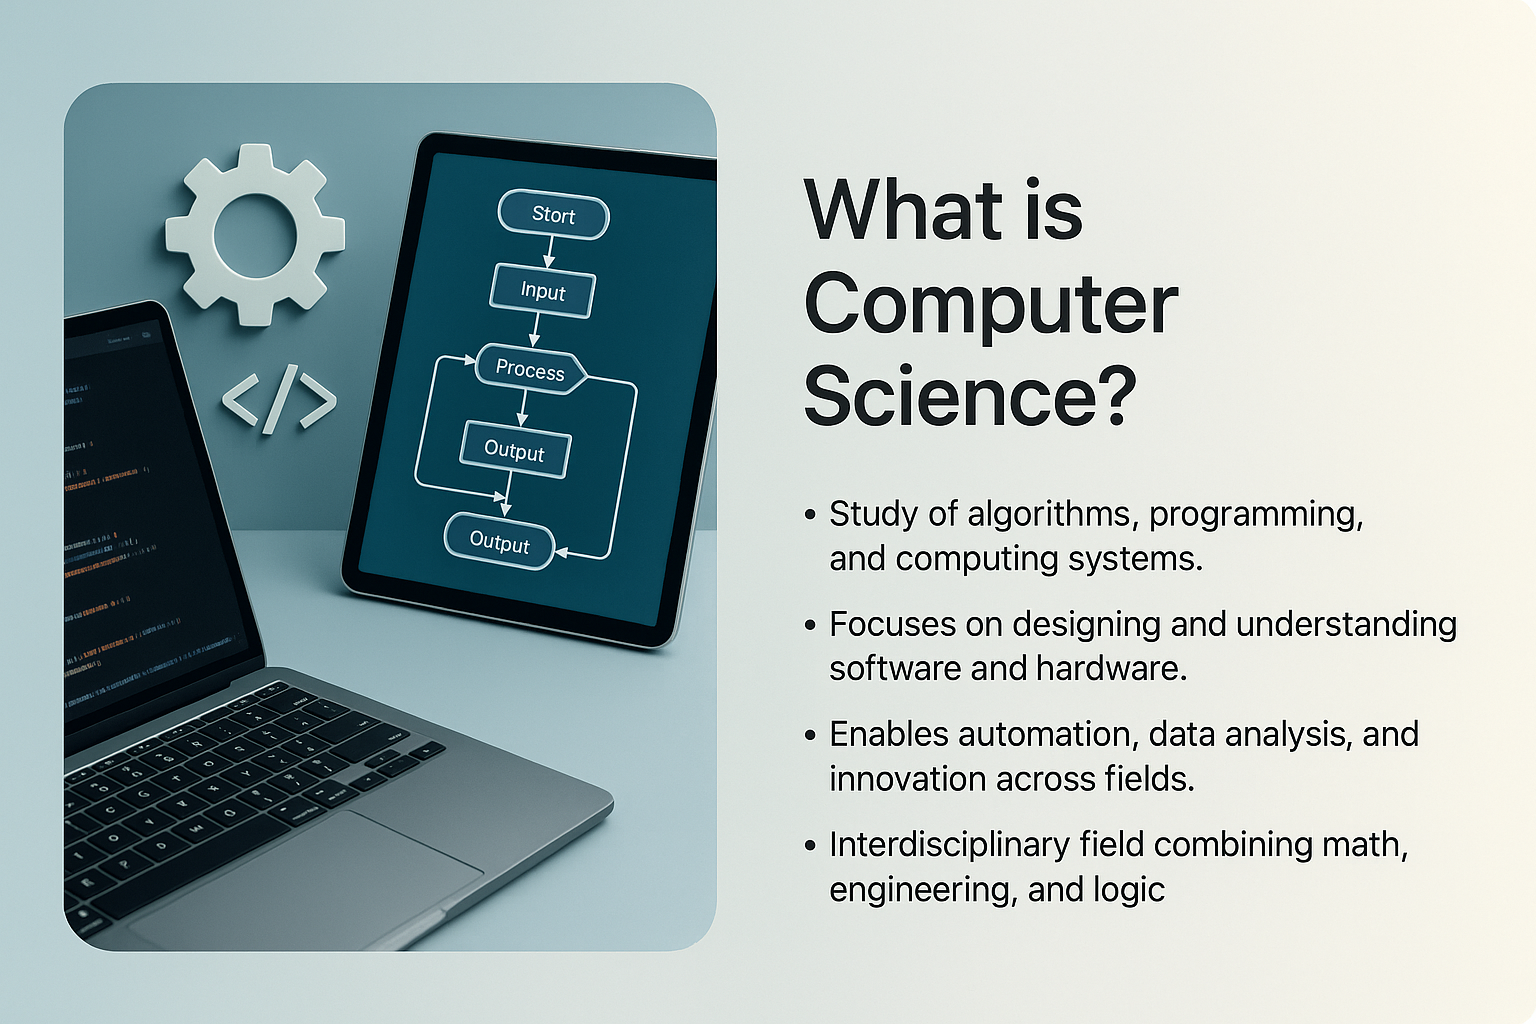 What is
Computer
Science?
• Study of algorithms, programming,
and computing systems.
• Focuses on designing and understanding
software and hardware.
• Enables automation, data analysis, and
innovation across fields.
• Interdisciplinary field combining math,
engineering, and logic
Stort
Input
Process
Output
Output
</>